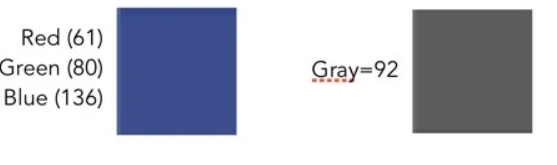 Red (61)
Green (80)
Blue (136)
Gray=92